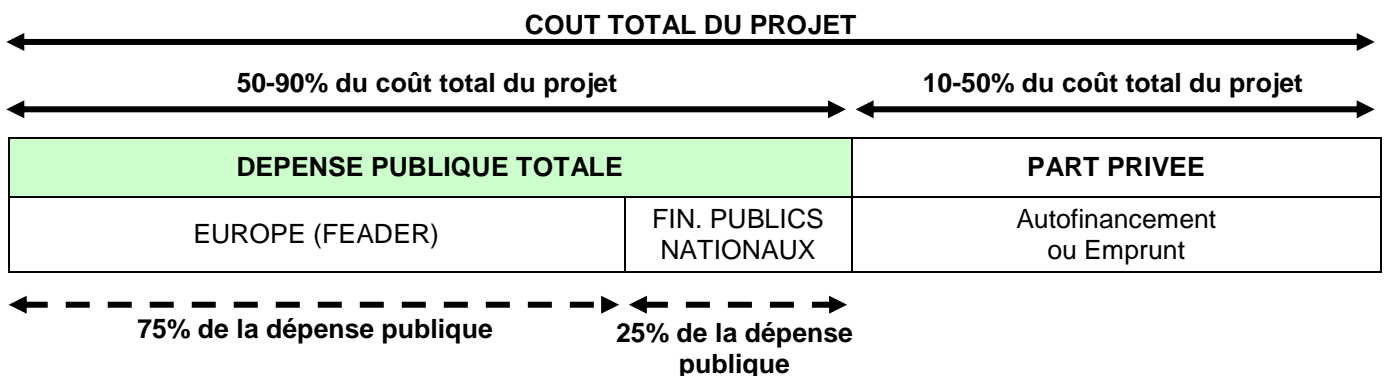 COUT TOTAL DU PROJET
50-90% du coût total du projet
10-50% du coût total du projet
DEPENSE PUBLIQUE TOTALE
PART PRIVEE
EUROPE (FEADER)
FIN. PUBLICS
NATIONAUX
Autofinancement
ou Emprunt
75% de la dépense publique
25% de la dépense
publique